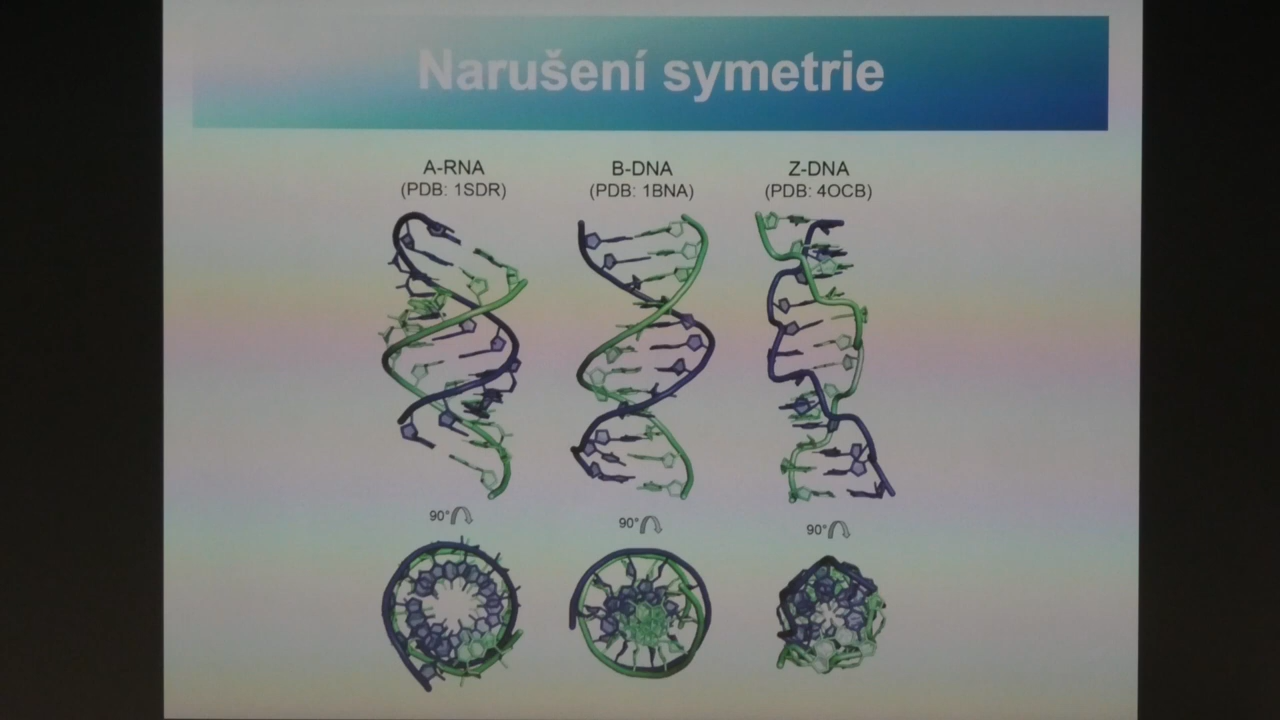 Narušení symetrie
A-RNA
(PDB: 1SDR)
B-DNA
(PDB: 1BNA)
Z-DNA
(PDB: 4OCB)
90°
90°
90°